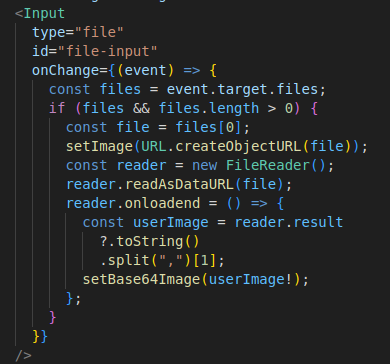 <Input
type="file"
id="file-input"
onChange={(event) => {
const files = event.target.files;
if (files && files.length > 0) {
const file = files[0];
setImage(URL.createObjectURL(file));
const reader = new FileReader();
reader.readAsDataURL(file);
reader.onloadend = () => {
const userImage = reader.result
?.toString()
.split(",")[1];
setBase64Image(userImage!);
};
}
}}
/>